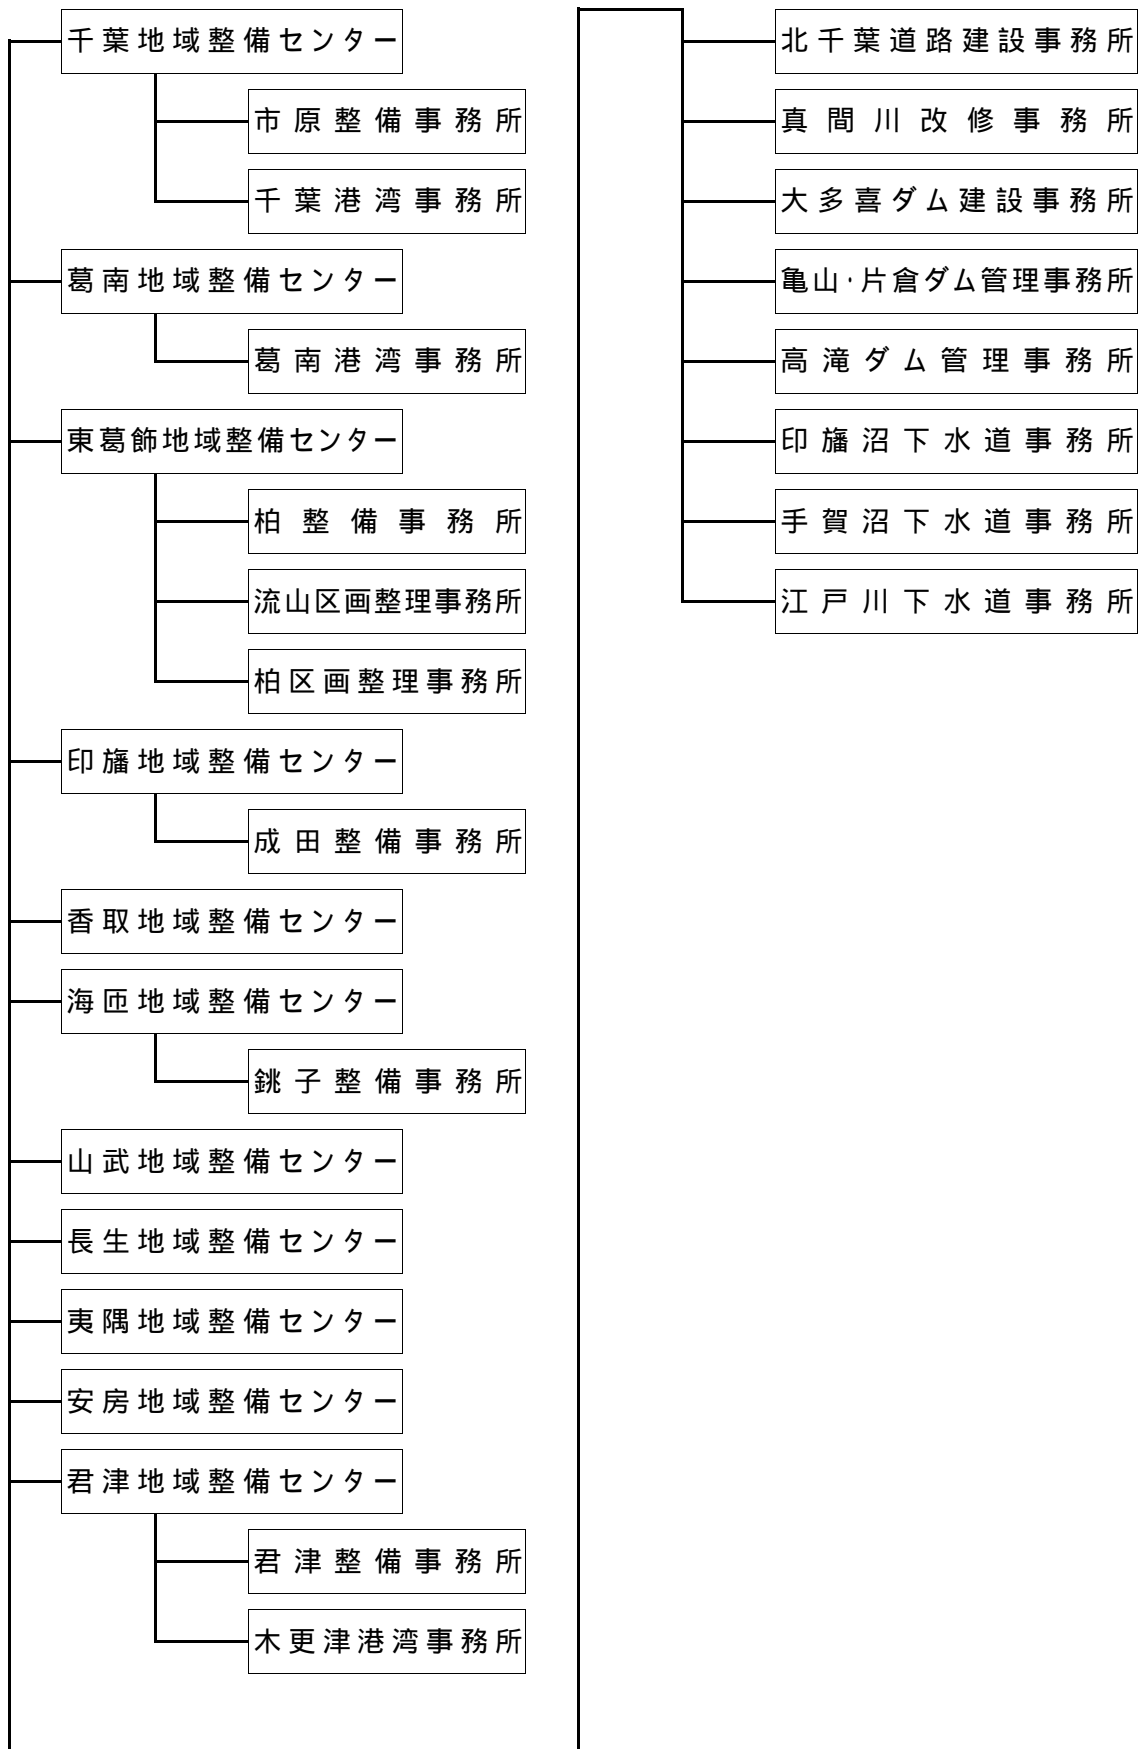 千葉地域整備センター
市原整備事務所
千葉港湾事務所
葛南地域整備センター
葛南港湾事務所
東葛飾地域整備センター
柏整備事務所
流山区画整理事務所
柏区画整理事務所
印旛地域整備センター
成田整備事務所
香取地域整備センター
海匝地域整備センター
銚子整備事務所
山武地域整備センター
長生地域整備センター
夷隅地域整備センター
安房地域整備センター
君津地域整備センター
君津整備事務所
木更津港湾事務所
北千葉道路建設事務所
真間川改修事務所
大多喜ダム建設事務所
亀山・片倉ダム管理事務所
高滝ダム管理事務所
印旛沼下水道事務所
手賀沼下水道事務所
江戸川下水道事務所